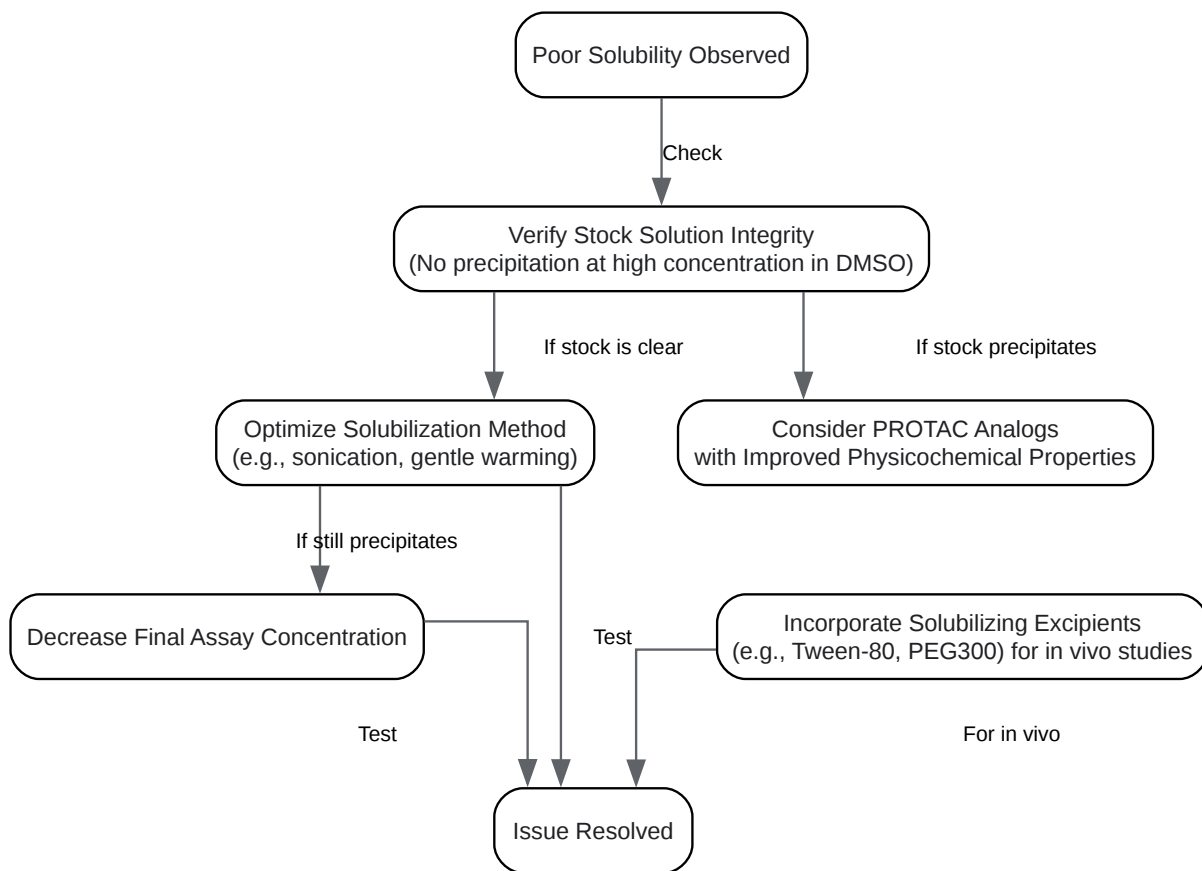 Poor Solubility Observed
Check
Verify Stock Solution Integrity
(No precipitation at high concentration in DMSO)
If stock is clear
If stock precipitates
Optimize Solubilization Method
(e.g., sonication, gentle warming)
Consider PROTAC Analogs
with Improved Physicochemical Properties
If still precipitates
Decrease Final Assay Concentration
Test
Incorporate Solubilizing Excipients
(e.g., Tween-80, PEG300) for in vivo studies
Test
For in vivo
Issue Resolved